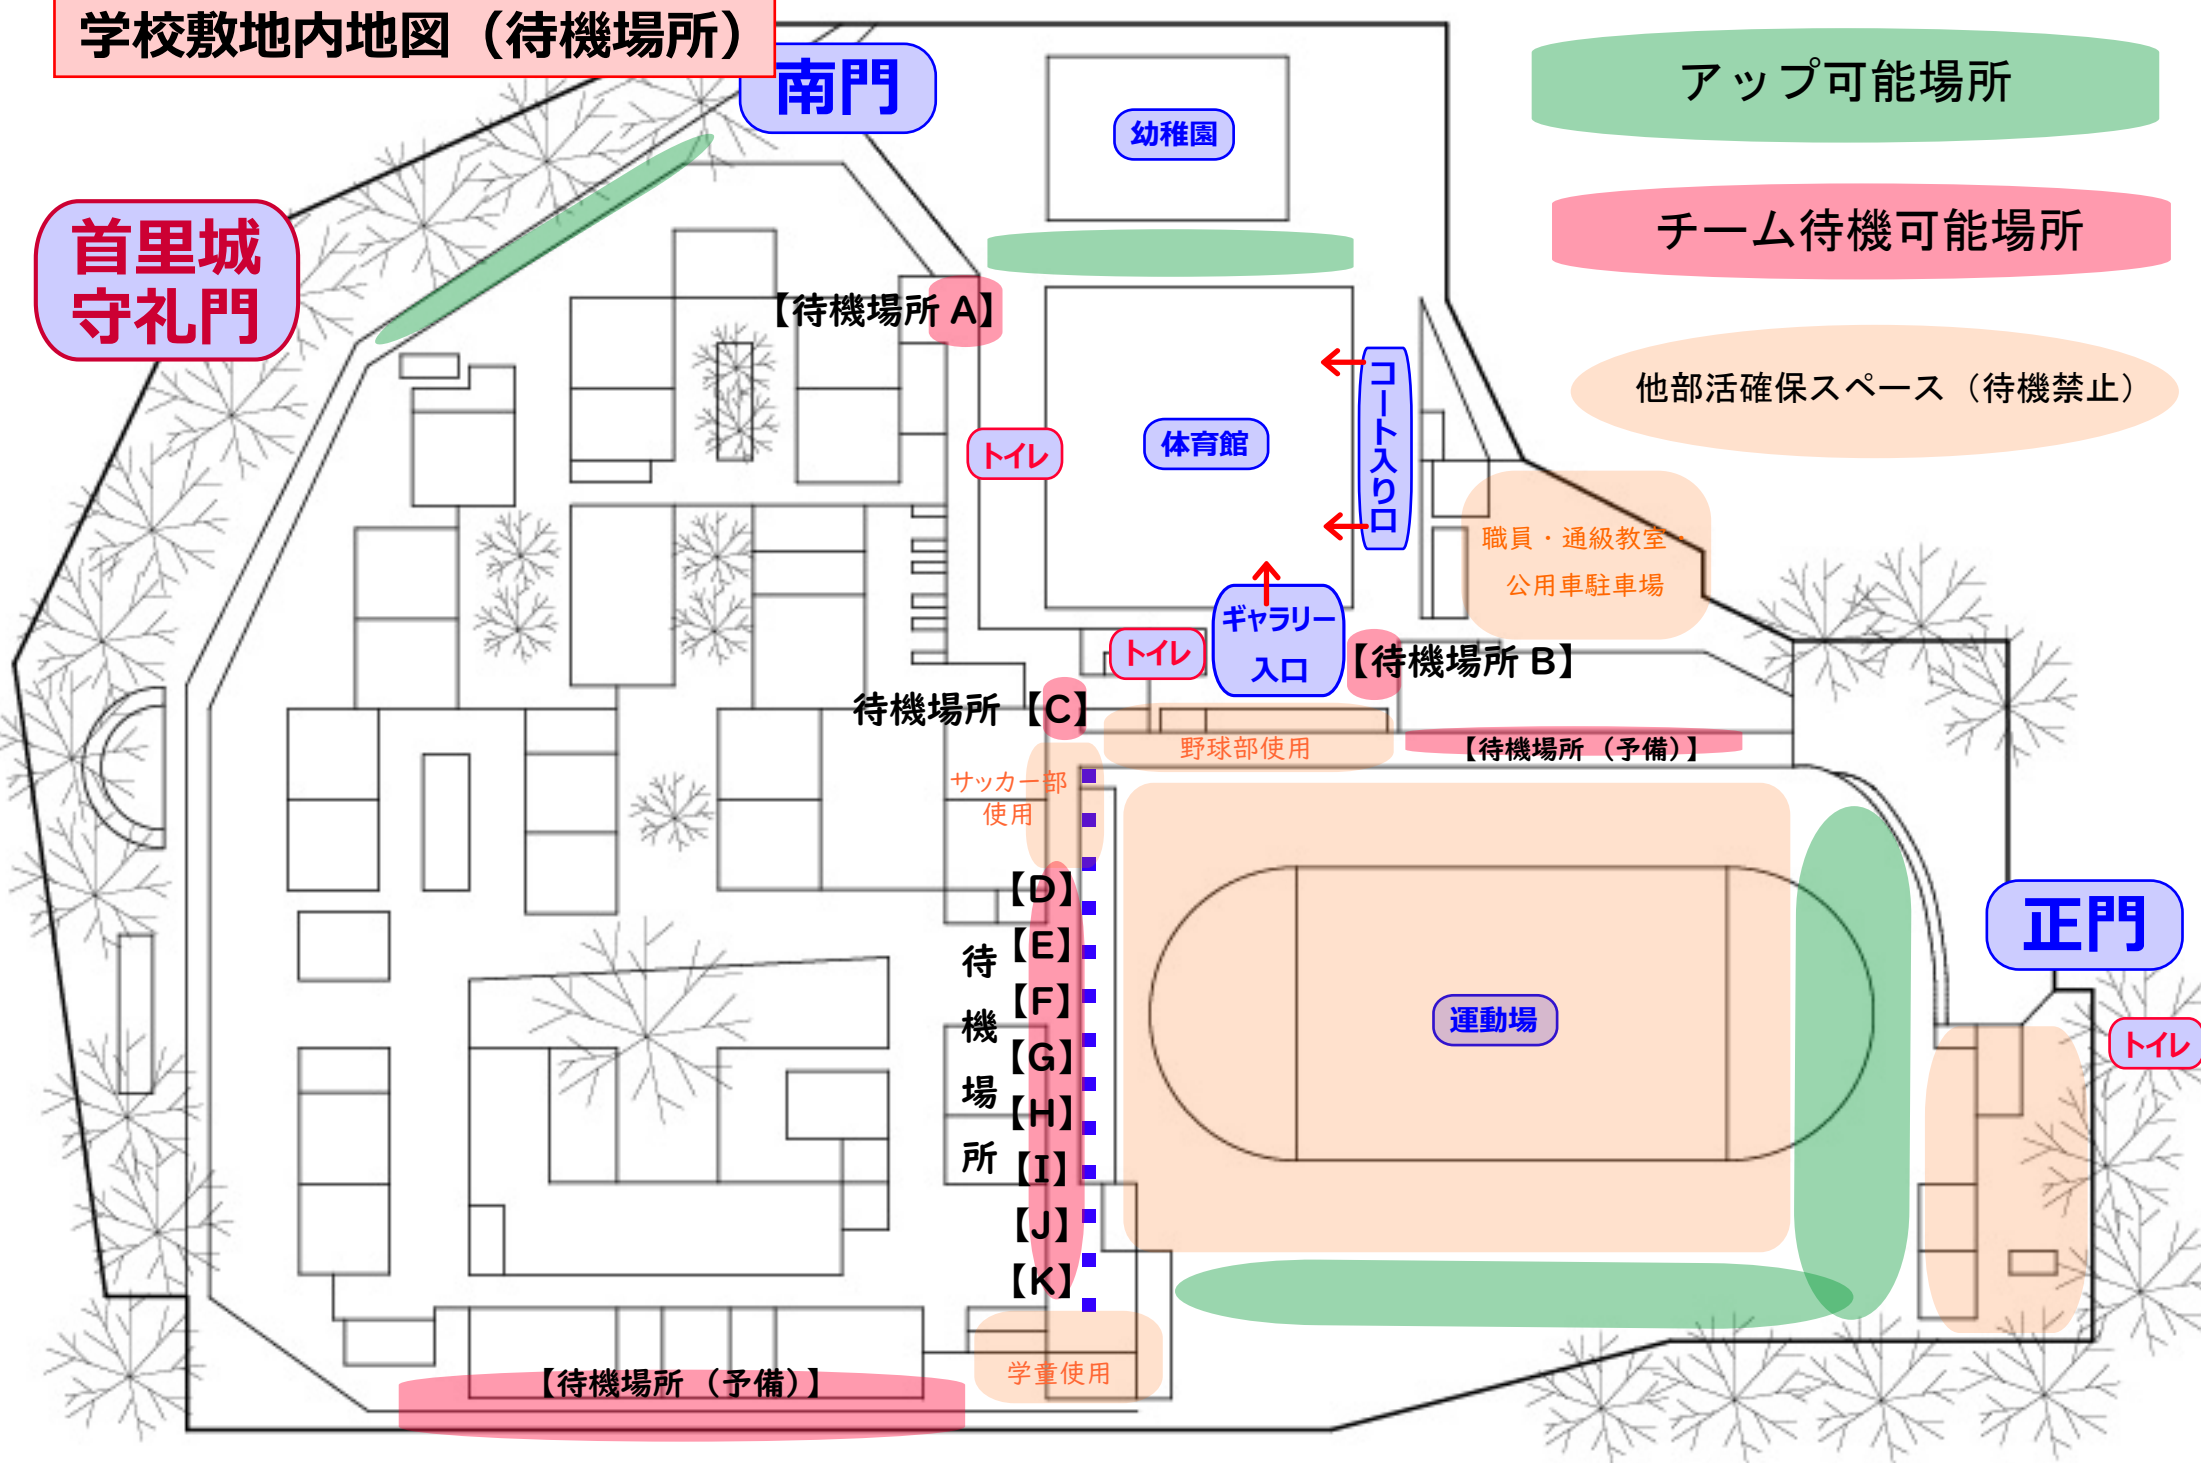 学校敷地内地図（待機場所）
南門
首里城
守礼門
幼稚園
アップ可能場所
チーム待機可能場所
他部活確保スペース（待機禁止）
【待機場所 A】
トイレ
体育館
コート入り口
職員・通級教室・
公用車駐車場
ギャラリー
入口
トイレ
【待機場所 B】
待機場所【C】
野球部使用
【待機場所（予備）】
サッカー部
使用
待機場所
【D】
【E】
【F】
【G】
【H】
【I】
【J】
【K】
運動場
正門
トイレ
学童使用
【待機場所（予備）】